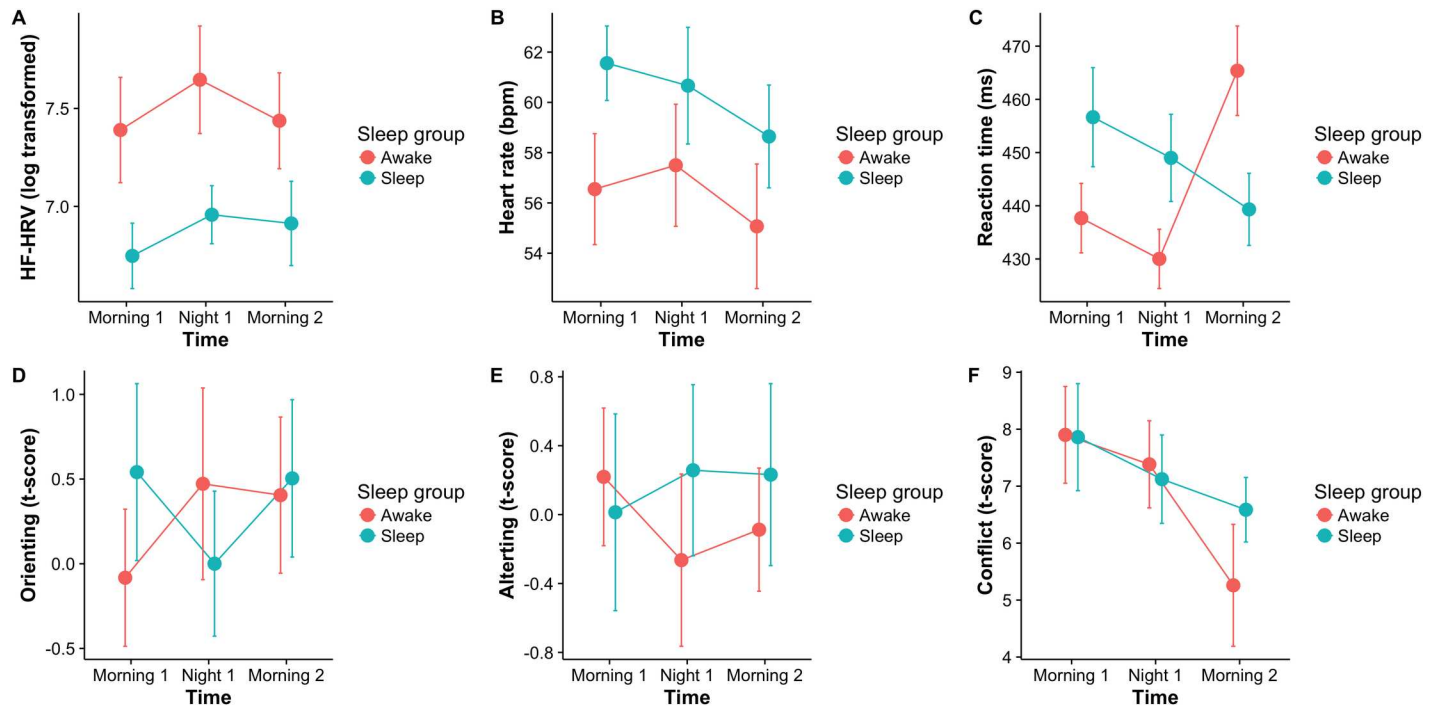 A
HF-HRV (log transformed)
7.5
7.0
Morning 1 Night 1 Morning 2
Time
Sleep group
Awake
Sleep
B
Heart rate (bpm)
62
60
58
56
54
Morning 1 Night 1 Morning 2
Time
Sleep group
Awake
Sleep
C
Reaction time (ms)
470
460
450
440
430
Morning 1 Night 1 Morning 2
Time
Sleep group
Awake
Sleep
D
Orienting (t-score)
1.0
0.5
0.0
-0.5
Morning 1 Night 1 Morning 2
Time
Sleep group
Awake
Sleep
E
Alterting (t-score)
0.8
0.4
0.0
-0.4
-0.8
Morning 1 Night 1 Morning 2
Time
Sleep group
Awake
Sleep
F
Conflict (t-score)
9
8
7
6
5
4
Morning 1 Night 1 Morning 2
Time
Sleep group
Awake
Sleep